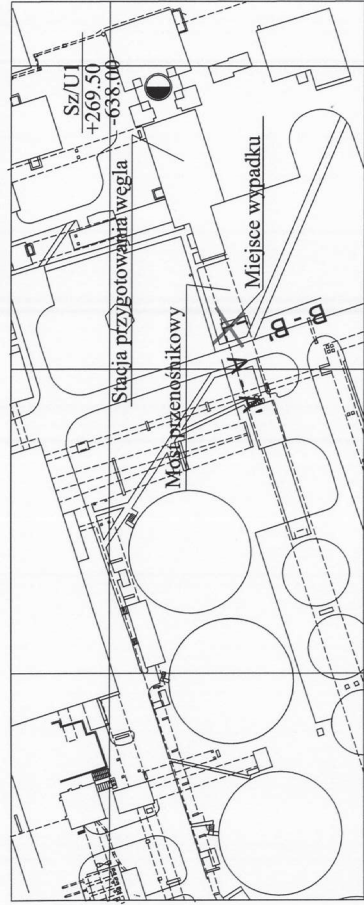 Sz/U1
+269.50
-638.00
Stacja przygotowania węgla
Most przenośnikowy
Miejsce wypadku
A - A'
B - B'